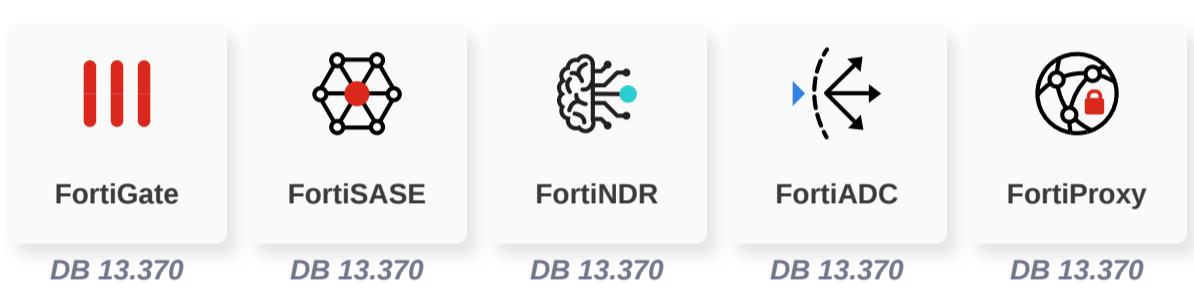 FortiGate FortiSASE FortiNDR FortiADC FortiProxy
DB 13.370 DB 13.370 DB 13.370 DB 13.370 DB 13.370